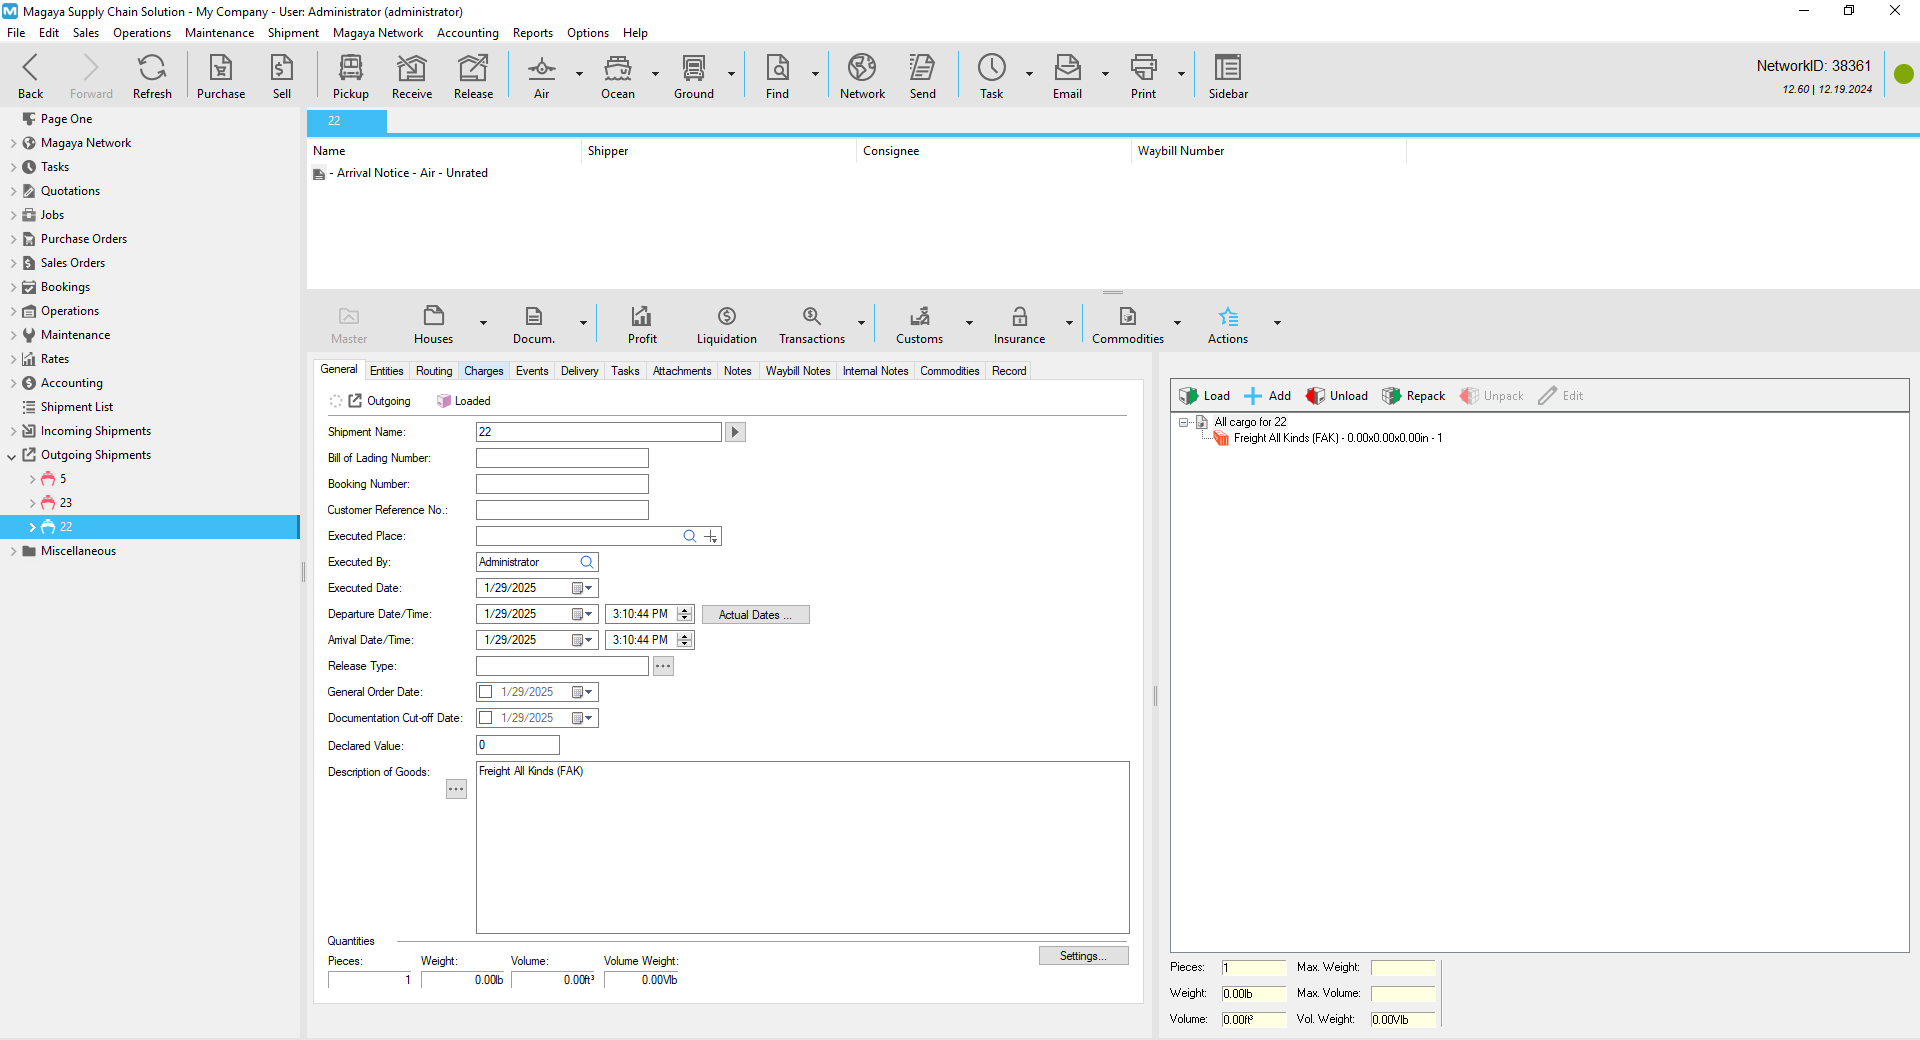 Magaya Supply Chain Solution - My Company - User: Administrator (administrator)
File Edit Sales Operations Maintenance Shipment Magaya Network Accounting Reports Options Help
Back Forward Refresh Purchase Sell Pickup Receive Release Air Ocean Ground Find Network Send Task Email Print Sidebar
NetworkID: 38361
12.60 | 12.19.2024
Page One
Magaya Network
Tasks
Quotations
Jobs
Purchase Orders
Sales Orders
Bookings
Operations
Maintenance
Rates
Accounting
Shipment List
Incoming Shipments
Outgoing Shipments
5
23
22
Miscellaneous
22
Name Shipper Consignee Waybill Number
- Arrival Notice - Air - Unrated
Master Houses Docum. Profit Liquidation Transactions Customs Insurance Commodities Actions
General Entities Routing Charges Events Delivery Tasks Attachments Notes Waybill Notes Internal Notes Commodities Record
Outgoing Loaded
Shipment Name: 22
Bill of Lading Number:
Booking Number:
Customer Reference No.:
Executed Place:
Executed By: Administrator
Executed Date: 1/29/2025
Departure Date/Time: 1/29/2025 3:10:44 PM Actual Dates ...
Arrival Date/Time: 1/29/2025 3:10:44 PM
Release Type:
General Order Date: 1/29/2025
Documentation Cut-off Date: 1/29/2025
Declared Value: 0
Description of Goods: Freight All Kinds (FAK)
Quantities
Settings...
Pieces: Weight: Volume: Volume Weight:
1 0.00lb 0.00ft³ 0.00Vlb
Load Add Unload Repack Unpack Edit
All cargo for 22
Freight All Kinds (FAK) - 0.00x0.00x0.00in - 1
Pieces: 1 Max. Weight:
Weight: 0.00lb Max. Volume:
Volume: 0.00ft³ Vol. Weight: 0.00Vlb